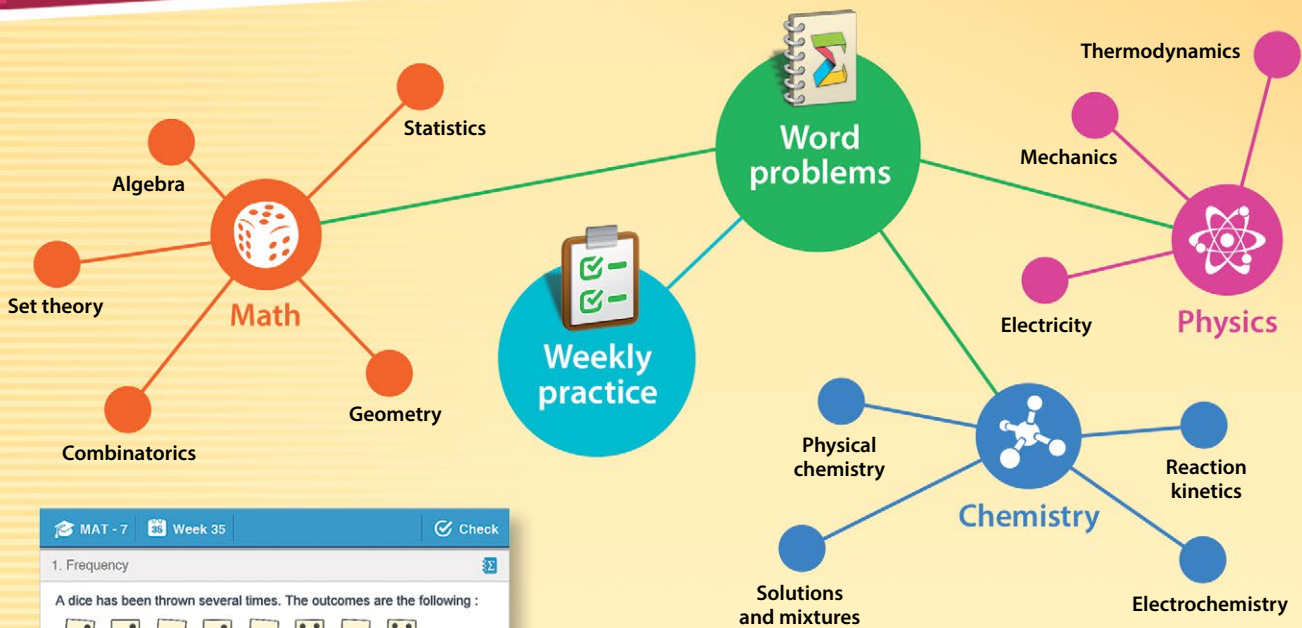 Thermodynamics
Statistics
Word
problems
Mechanics
Algebra
Set theory
Math
Electricity
Physics
Weekly
practice
Geometry
Combinatorics
Physical
chemistry
Reaction
kinetics
Chemistry
Solutions
and mixtures
Electrochemistry
MAT - 7
35
Week 35
Check
1. Frequency
Σ
A dice has been thrown several times. The outcomes are the following :